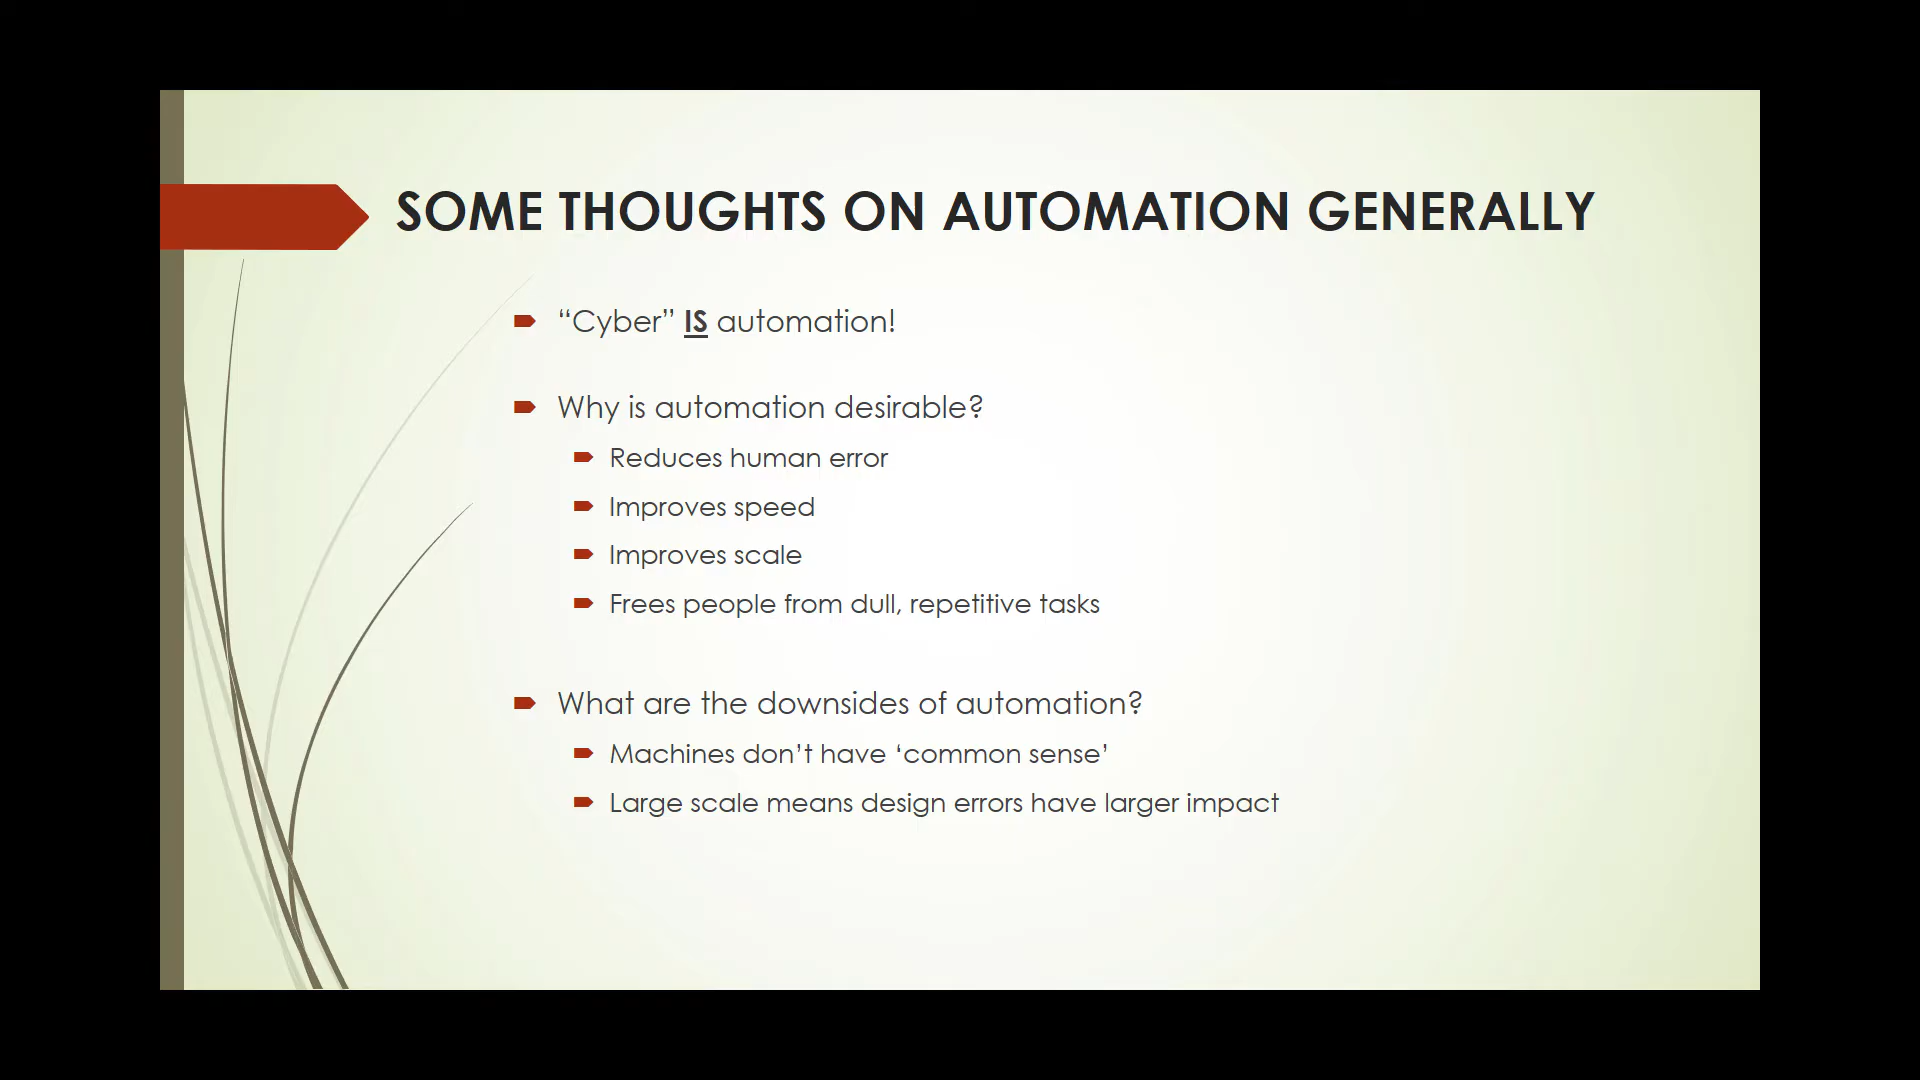 SOME THOUGHTS ON AUTOMATION GENERALLY
“Cyber” IS automation!
Why is automation desirable?
Reduces human error
Improves speed
Improves scale
Frees people from dull, repetitive tasks
What are the downsides of automation?
Machines don’t have ‘common sense’
Large scale means design errors have larger impact